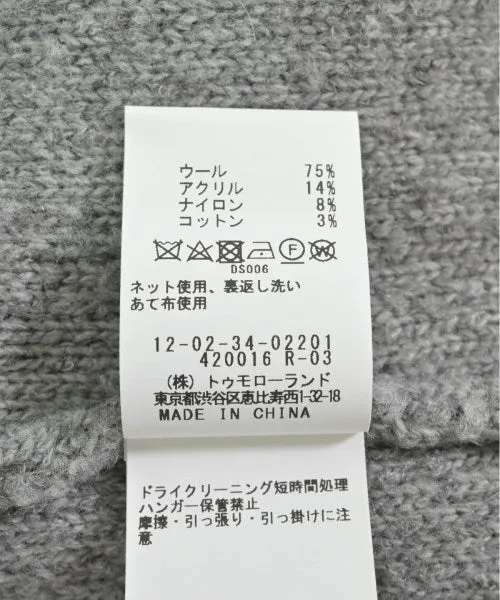 ウール 75%
アクリル 14%
ナイロン 8%
コットン 3%
F W
DS006
ネット使用、裏返し洗い
あて布使用
12-02-34-02201
420016 R-03
(株) トゥモローランド
東京都渋谷区恵比寿西1-32-18
MADE IN CHINA
ドライクリーニング短時間処理
ハンガー保管禁止
摩擦・引っ張り・引っ掛けに注
意